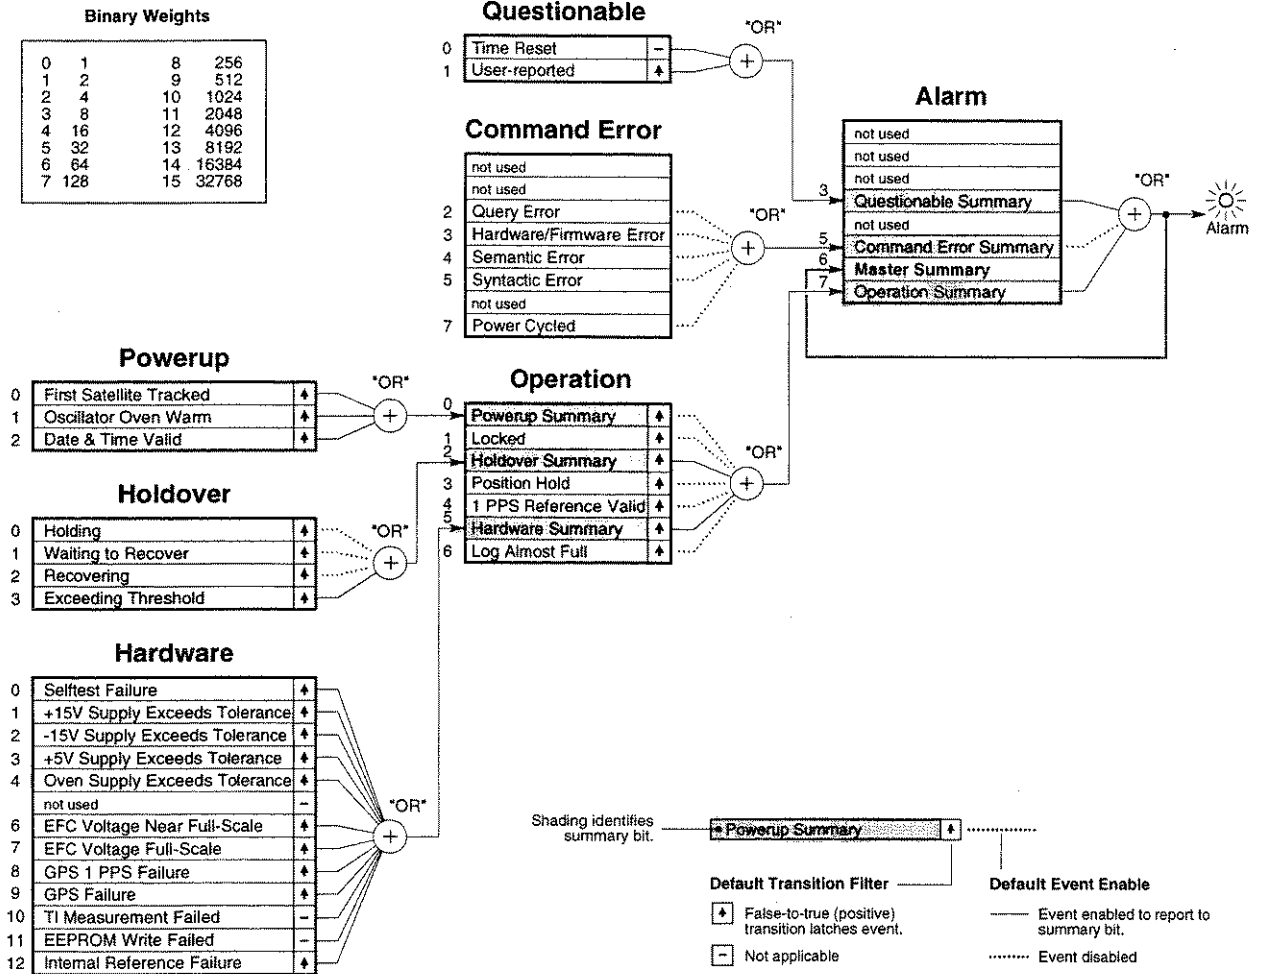 Binary Weights
0 1 8 256
1 2 9 512
2 4 10 1024
3 8 11 2048
4 16 12 4096
5 32 13 8192
6 64 14 16384
7 128 15 32768
Questionable
0 Time Reset –
1 User-reported
"OR"
+
Command Error
not used
not used
2 Query Error
3 Hardware/Firmware Error
4 Semantic Error
5 Syntactic Error
not used
7 Power Cycled
"OR"
+
Alarm
not used
not used
not used
3 Questionable Summary
not used
5 Command Error Summary
6 Master Summary
7 Operation Summary
"OR"
+
Alarm
Powerup
0 First Satellite Tracked
1 Oscillator Oven Warm
2 Date & Time Valid
"OR"
+
Operation
0 Powerup Summary
1 Locked
2 Holdover Summary
3 Position Hold
4 1 PPS Reference Valid
5 Hardware Summary
6 Log Almost Full
"OR"
+
Holdover
0 Holding
1 Waiting to Recover
2 Recovering
3 Exceeding Threshold
"OR"
+
Hardware
0 Selftest Failure
1 +15V Supply Exceeds Tolerance
2 -15V Supply Exceeds Tolerance
3 +5V Supply Exceeds Tolerance
4 Oven Supply Exceeds Tolerance
not used –
6 EFC Voltage Near Full-Scale
7 EFC Voltage Full-Scale
8 GPS 1 PPS Failure
9 GPS Failure
10 TI Measurement Failed –
11 EEPROM Write Failed –
12 Internal Reference Failure
"OR"
+
Shading identifies
summary bit.
Powerup Summary
Default Transition Filter
False-to-true (positive)
transition latches event.
– Not applicable
Default Event Enable
Event enabled to report to
summary bit.
Event disabled